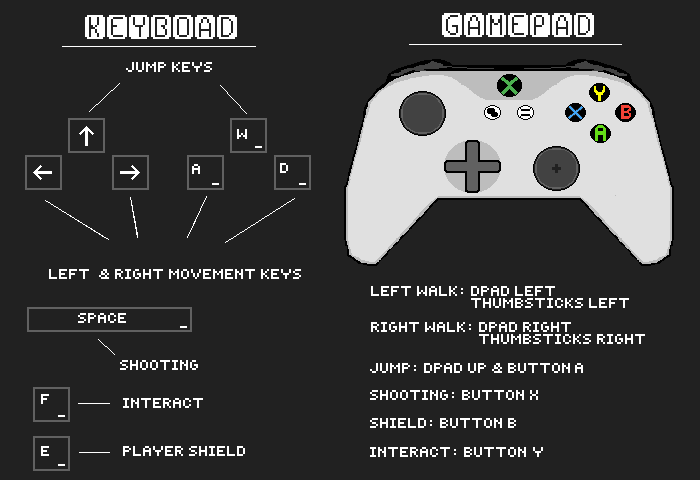 KEYBOAD
JUMP KEYS
↑
W _
← → A _ D _
LEFT & RIGHT MOVEMENT KEYS
SPACE _
SHOOTING
F _ INTERACT
E _ PLAYER SHIELD
GAMEPAD
X
Y
X B
A
LEFT WALK: DPAD LEFT
THUMBSTICKS LEFT
RIGHT WALK: DPAD RIGHT
THUMBSTICKS RIGHT
JUMP: DPAD UP & BUTTON A
SHOOTING: BUTTON X
SHIELD: BUTTON B
INTERACT: BUTTON Y